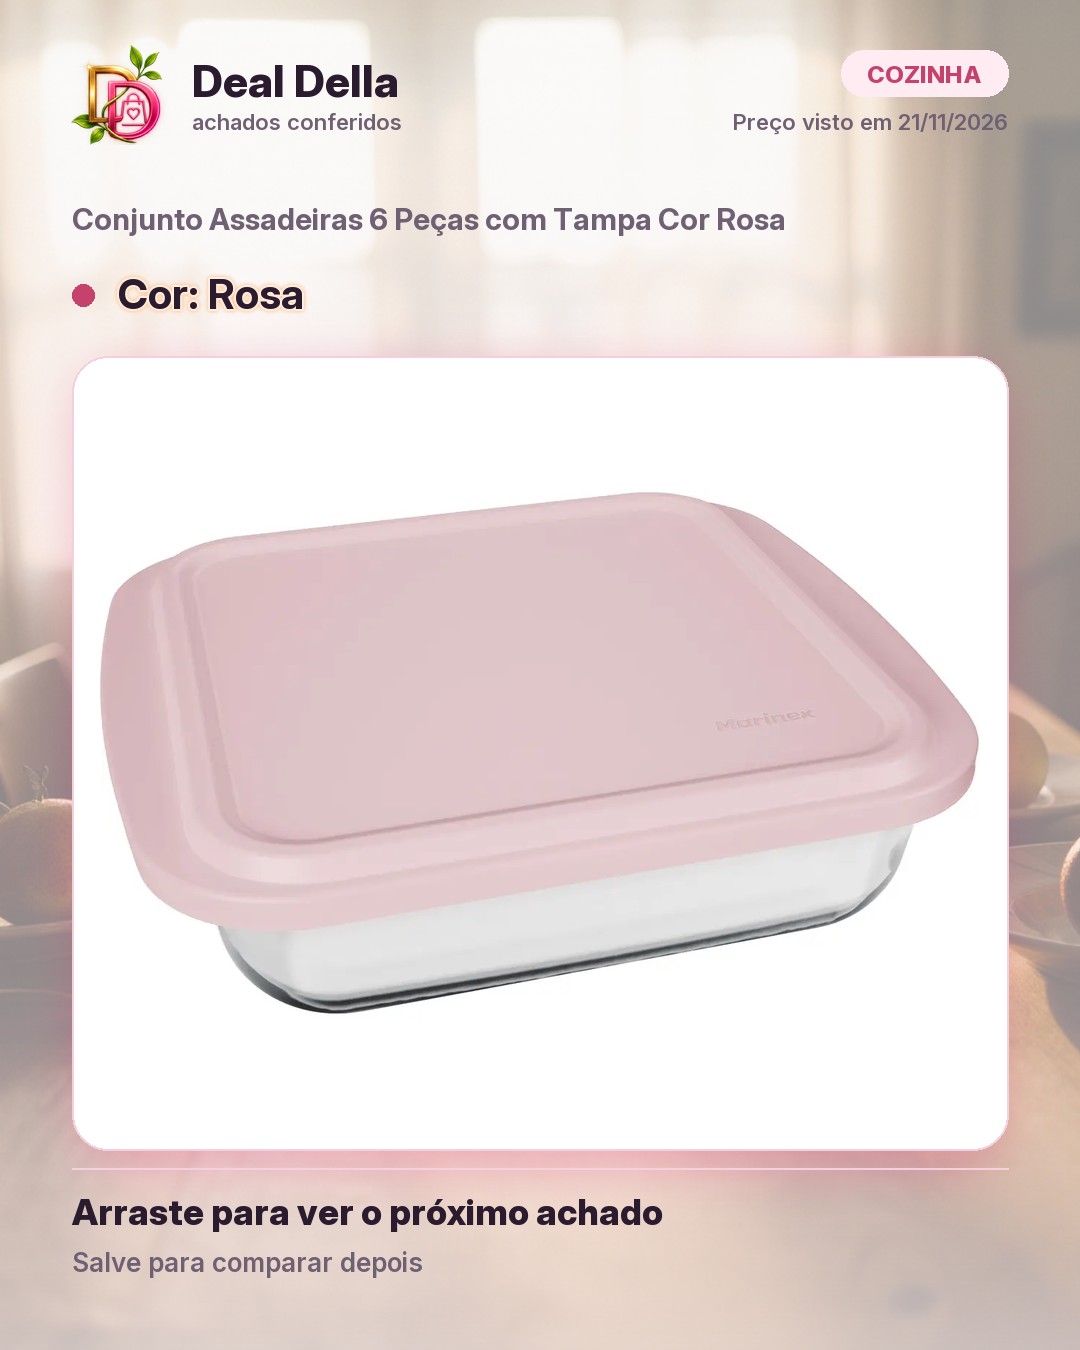 Deal Della
achados conferidos
COZINHA
Preço visto em 21/11/2026
Conjunto Assadeiras 6 Peças com Tampa Cor Rosa
Cor: Rosa
Marinex
Arraste para ver o próximo achado
Salve para comparar depois